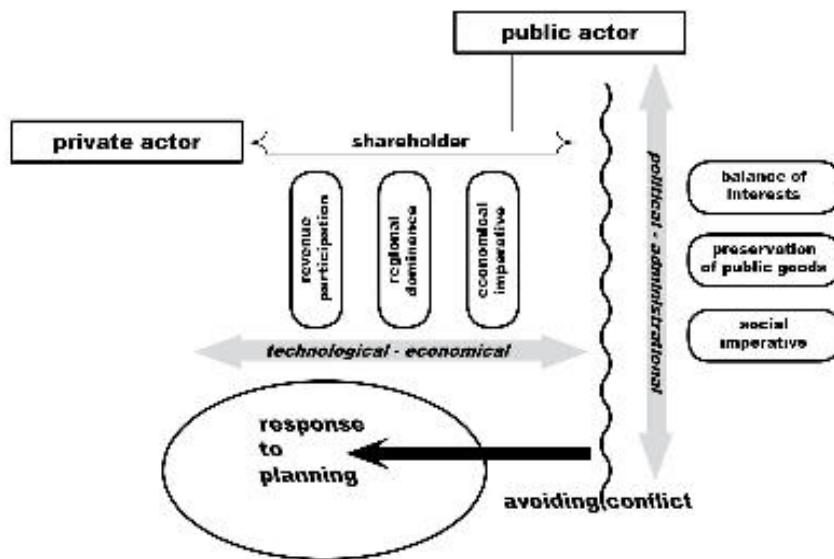 public actor
private actor
shareholder
revenue
participation
regional
dominance
economical
imperative
political - administrational
balance of
interests
preservation
of public goods
social
imperative
technological - economical
response
to
planning
avoiding conflict